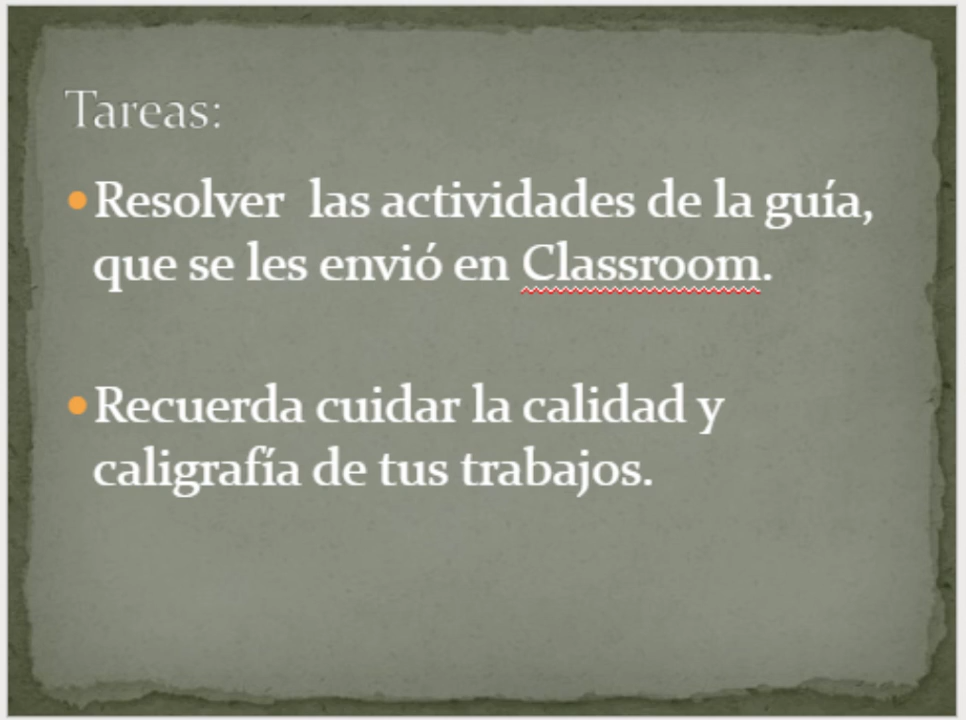 Tareas:
Resolver  las actividades de la guía,
que se les envió en Classroom.
Recuerda cuidar la calidad y
caligrafía de tus trabajos.